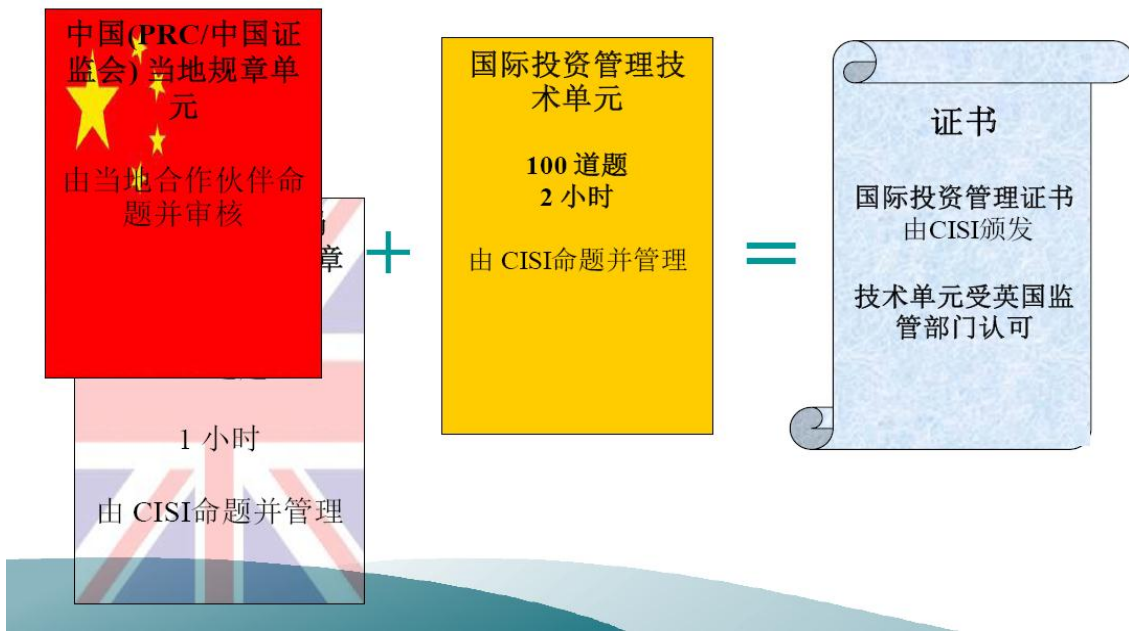 中国(PRC/中国证
监会) 当地规章单
元
由当地合作伙伴命
题并审核
章
1 小时
由 CISI命题并管理
+
国际投资管理技
术单元
100 道题
2 小时
由 CISI命题并管理
=
证书
国际投资管理证书
由CISI颁发
技术单元受英国监
管部门认可